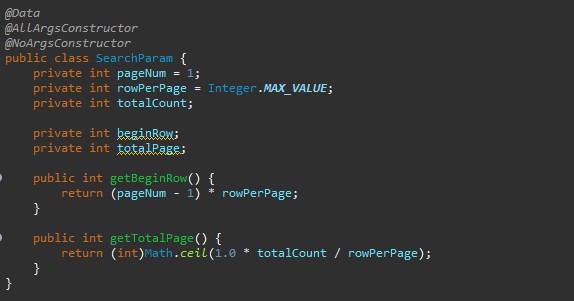 @Data
@AllArgsConstructor
@NoArgsConstructor
public class SearchParam {
    private int pageNum = 1;
    private int rowPerPage = Integer.MAX_VALUE;
    private int totalCount;

    private int beginRow;
    private int totalPage;

    public int getBeginRow() {
        return (pageNum - 1) * rowPerPage;
    }

    public int getTotalPage() {
        return (int)Math.ceil(1.0 * totalCount / rowPerPage);
    }
}